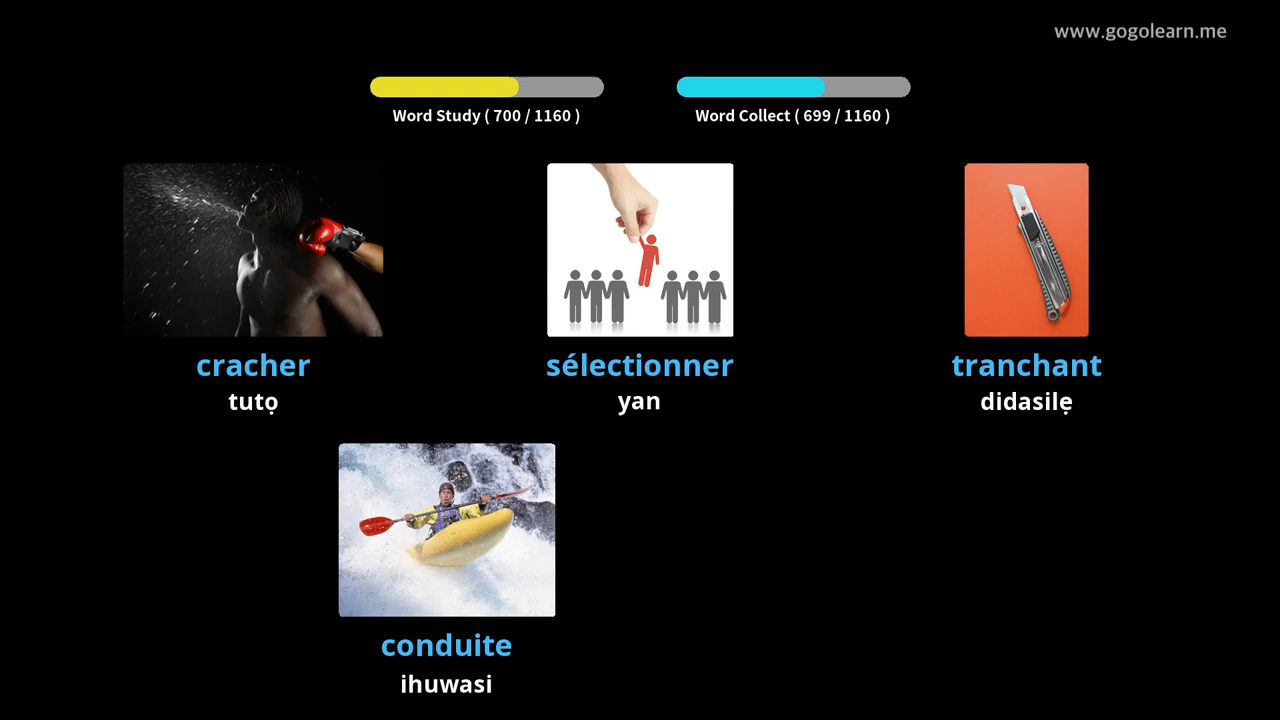 www.gogolearn.me
Word Study ( 700 / 1160 )
Word Collect ( 699 / 1160 )
cracher
tutọ
sélectionner
yan
tranchant
didasilẹ
conduite
ihuwasi